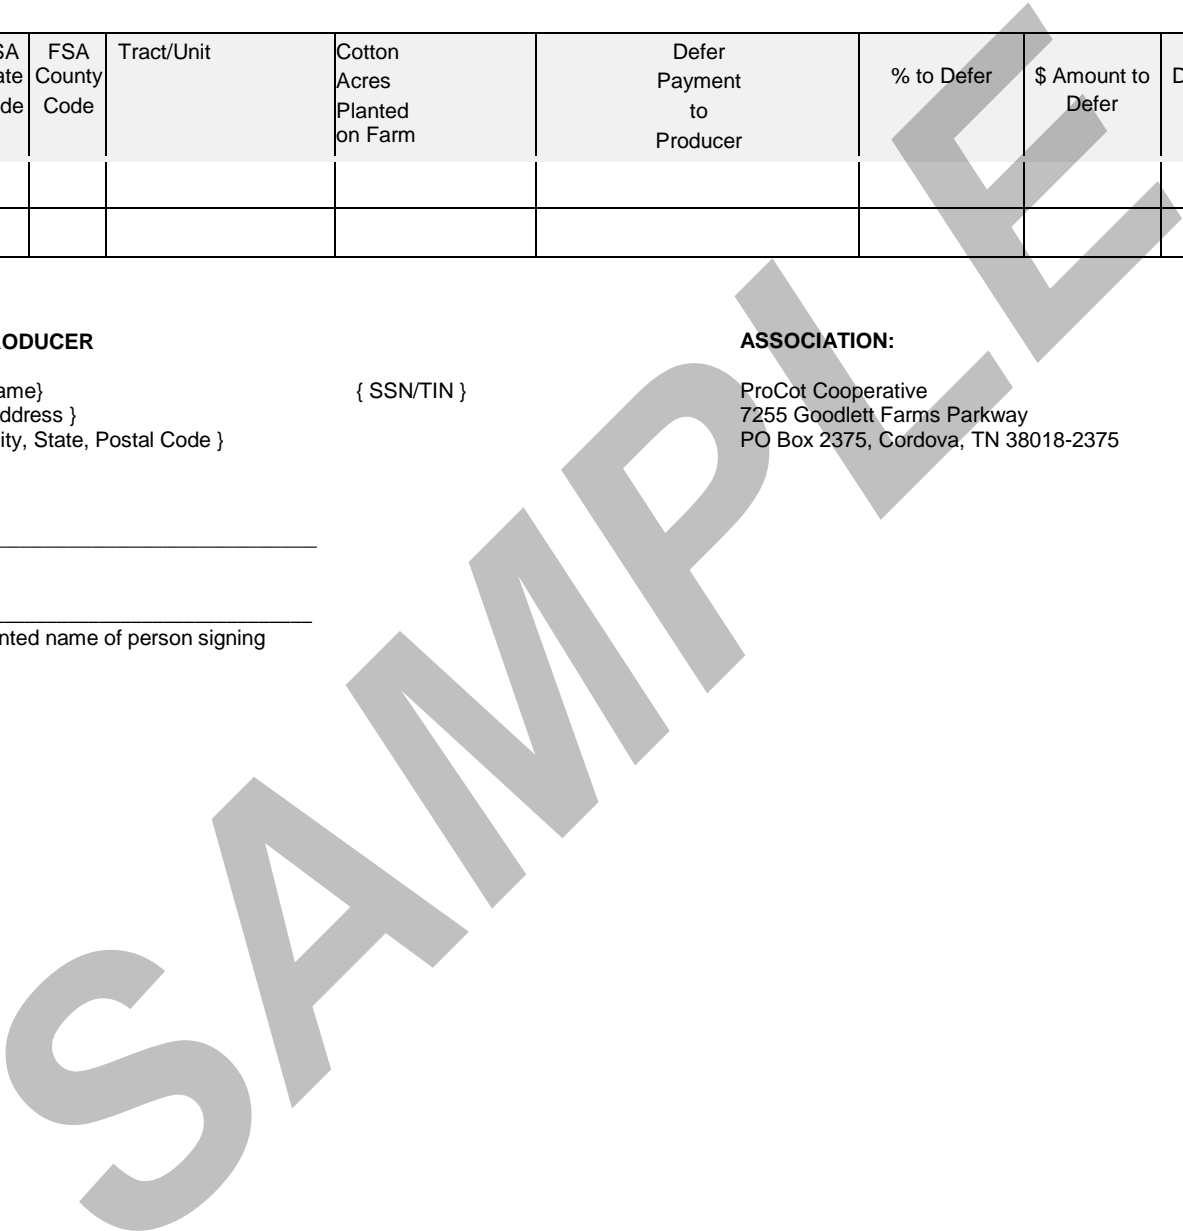 SA FSA Tract/Unit Cotton Defer
ate County Acres Payment % to Defer $ Amount to D
de Code Planted to Defer
on Farm Producer
RODUCER ASSOCIATION:
ame} { SSN/TIN } ProCot Cooperative
ddress } 7255 Goodlett Farms Parkway
ity, State, Postal Code } PO Box 2375, Cordova, TN 38018-2375
nted name of person signing
SAMPLE